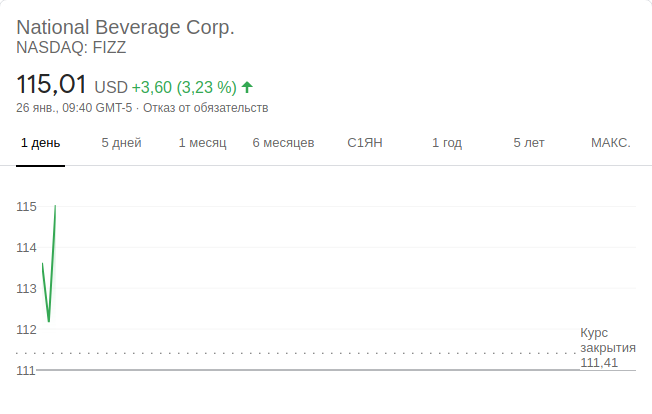 National Beverage Corp.
NASDAQ: FIZZ
115,01 USD +3,60 (3,23 %)
26 янв., 09:40 GMT-5 · Отказ от обязательств
1 день 5 дней 1 месяц 6 месяцев С1ЯН 1 год 5 лет МАКС.
115
114
113
112
Курс
закрытия
111,41
111